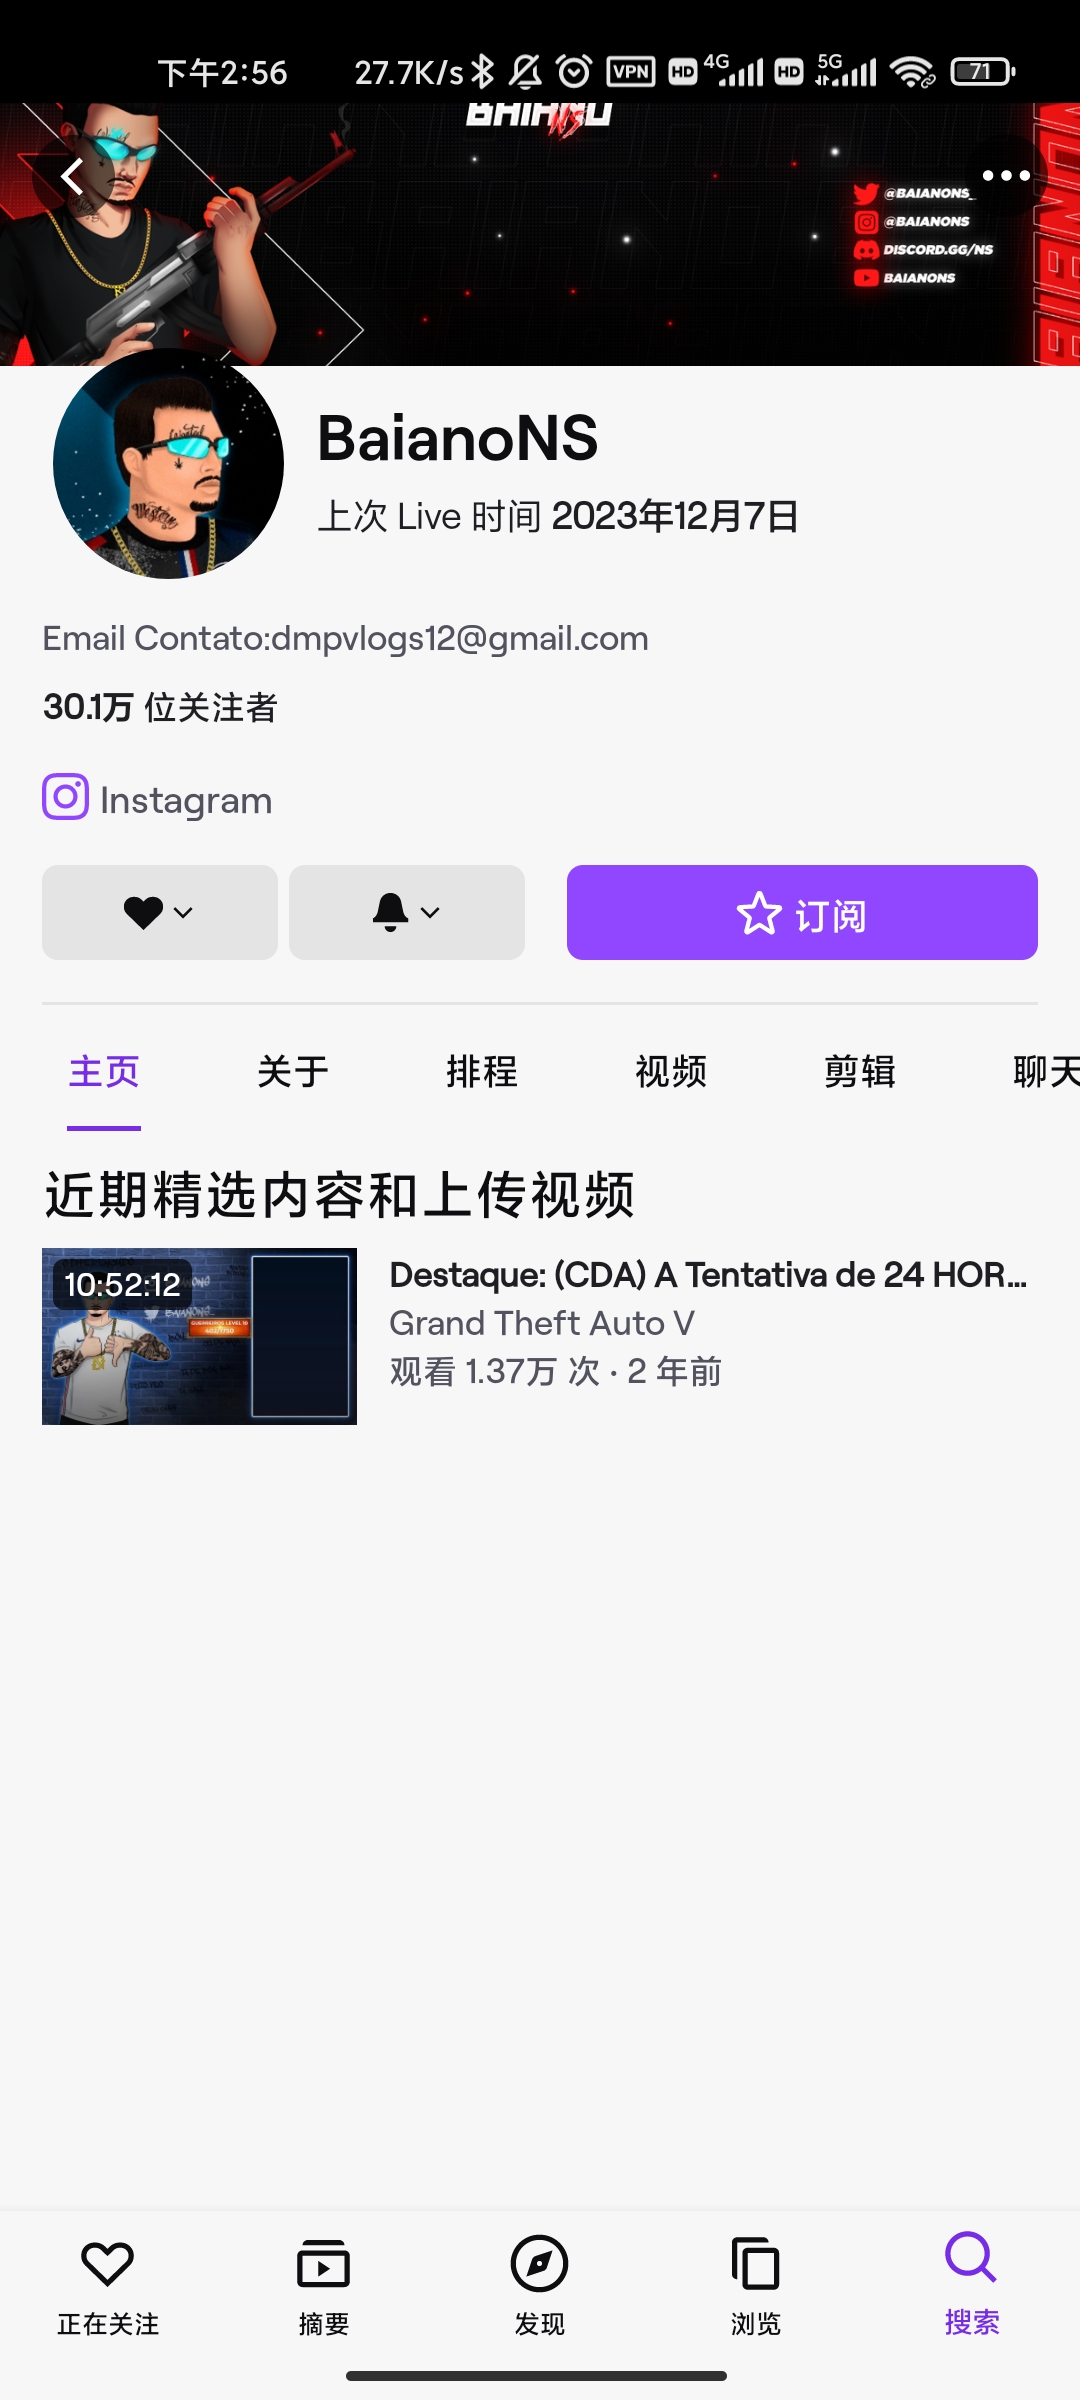 下午2:56 27.7K/s VPN HD 4G HD 5G 71
BAIANO
NS
@BAIANONS_
@BAIANONS
DISCORD.GG/NS
BAIANONS
BaianoNS
上次 Live 时间 2023年12月7日
Email Contato:dmpvlogs12@gmail.com
30.1万 位关注者
Instagram
订阅
主页 关于 排程 视频 剪辑 聊天
近期精选内容和上传视频
10:52:12
Destaque: (CDA) A Tentativa de 24 HOR...
Grand Theft Auto V
观看 1.37万 次 · 2 年前
正在关注 摘要 发现 浏览 搜索